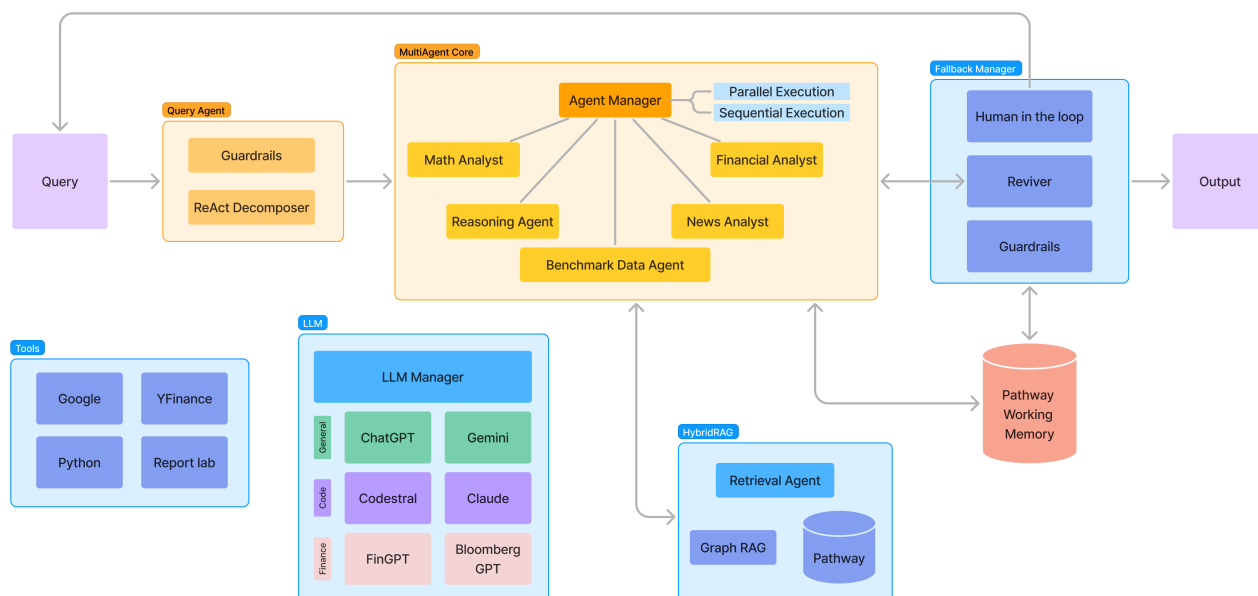 MultiAgent Core
Fallback Manager
Agent Manager
Parallel Execution
Sequential Execution
Human in the loop
Query Agent
Guardrails
ReAct Decomposer
Query
Math Analyst
Financial Analyst
Reasoning Agent
News Analyst
Benchmark Data Agent
Reviver
Guardrails
Output
Tools
Google
YFinance
Python
Report lab
LLM
LLM Manager
General
ChatGPT
Gemini
Code
Codestral
Claude
Finance
FinGPT
Bloomberg
GPT
HybridRAG
Retrieval Agent
Graph RAG
Pathway
Pathway
Working
Memory